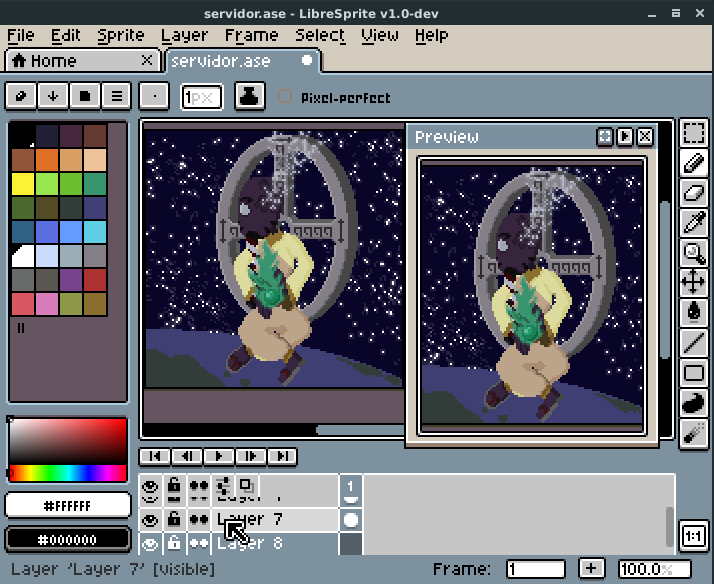 servidor.ase - LibreSprite v1.0-dev
File Edit Sprite Layer Frame Select View Help
Home
servidor.ase
1px
Pixel-perfect
Preview
#FFFFFF
#000000
1
Layer 7
Layer 8
1:1
Layer 'Layer 7' [visible]
Frame: 1
100.0%